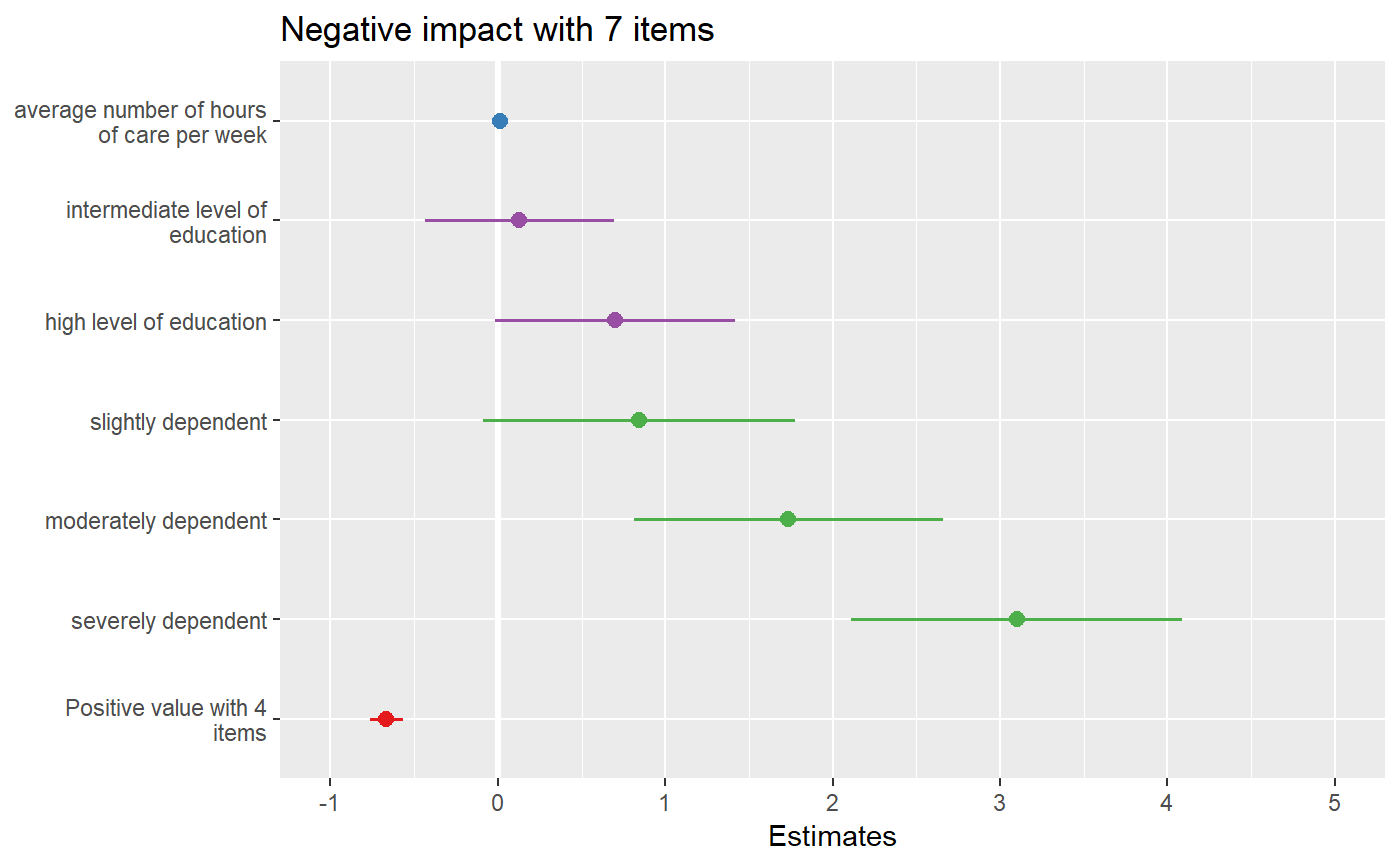 Negative impact with 7 items
average number of hours
of care per week
intermediate level of
education
high level of education
slightly dependent
moderately dependent
severely dependent
Positive value with 4
items
-1 0 1 2 3 4 5
Estimates